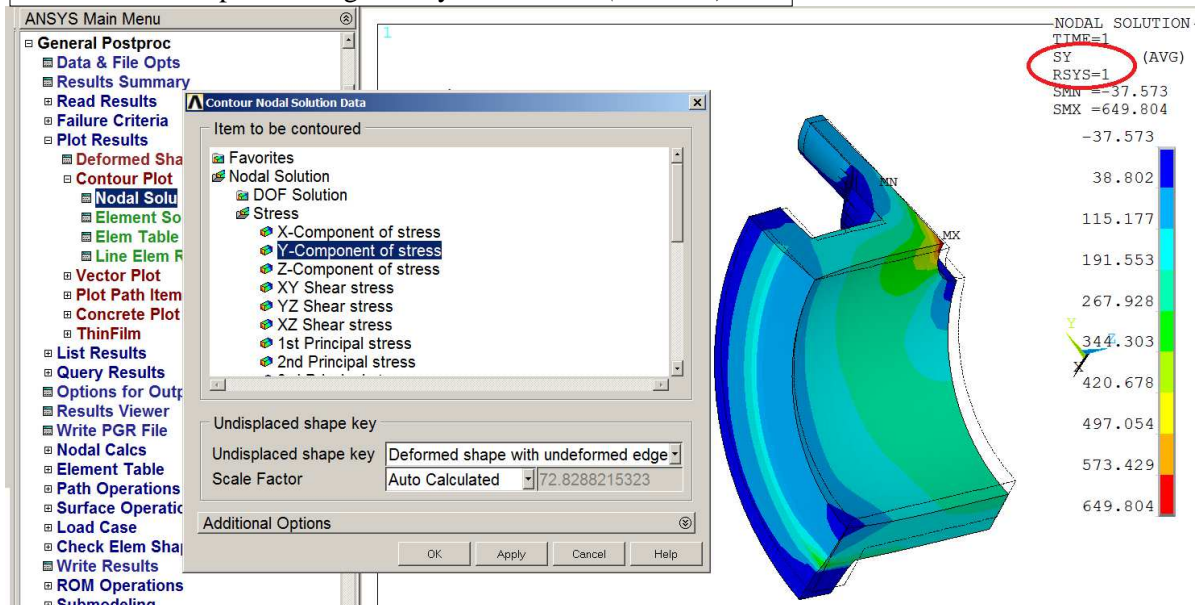 ANSYS Main Menu
General Postproc
Data & File Opts
Results Summary
Read Results
Failure Criteria
Plot Results
Deformed Sha
Contour Plot
Nodal Solu
Element So
Elem Table
Line Elem R
Vector Plot
Plot Path Item
Concrete Plot
ThinFilm
List Results
Query Results
Options for Outp
Results Viewer
Write PGR File
Nodal Calcs
Element Table
Path Operations
Surface Operatio
Load Case
Check Elem Shap
Write Results
ROM Operations
Submodeling
Contour Nodal Solution Data
Item to be contoured
Favorites
Nodal Solution
DOF Solution
Stress
X-Component of stress
Y-Component of stress
Z-Component of stress
XY Shear stress
YZ Shear stress
XZ Shear stress
1st Principal stress
2nd Principal stress
Undisplaced shape key
Undisplaced shape key Deformed shape with undeformed edge
Scale Factor Auto Calculated 72.8288215323
Additional Options
OK Apply Cancel Help
1
NODAL SOLUTION
TIME=1
SY (AVG)
RSYS=1
SMN =-37.573
SMX =649.804
-37.573
38.802
115.177
191.553
267.928
344.303
420.678
497.054
573.429
649.804
MN
MX
Y
Z
X